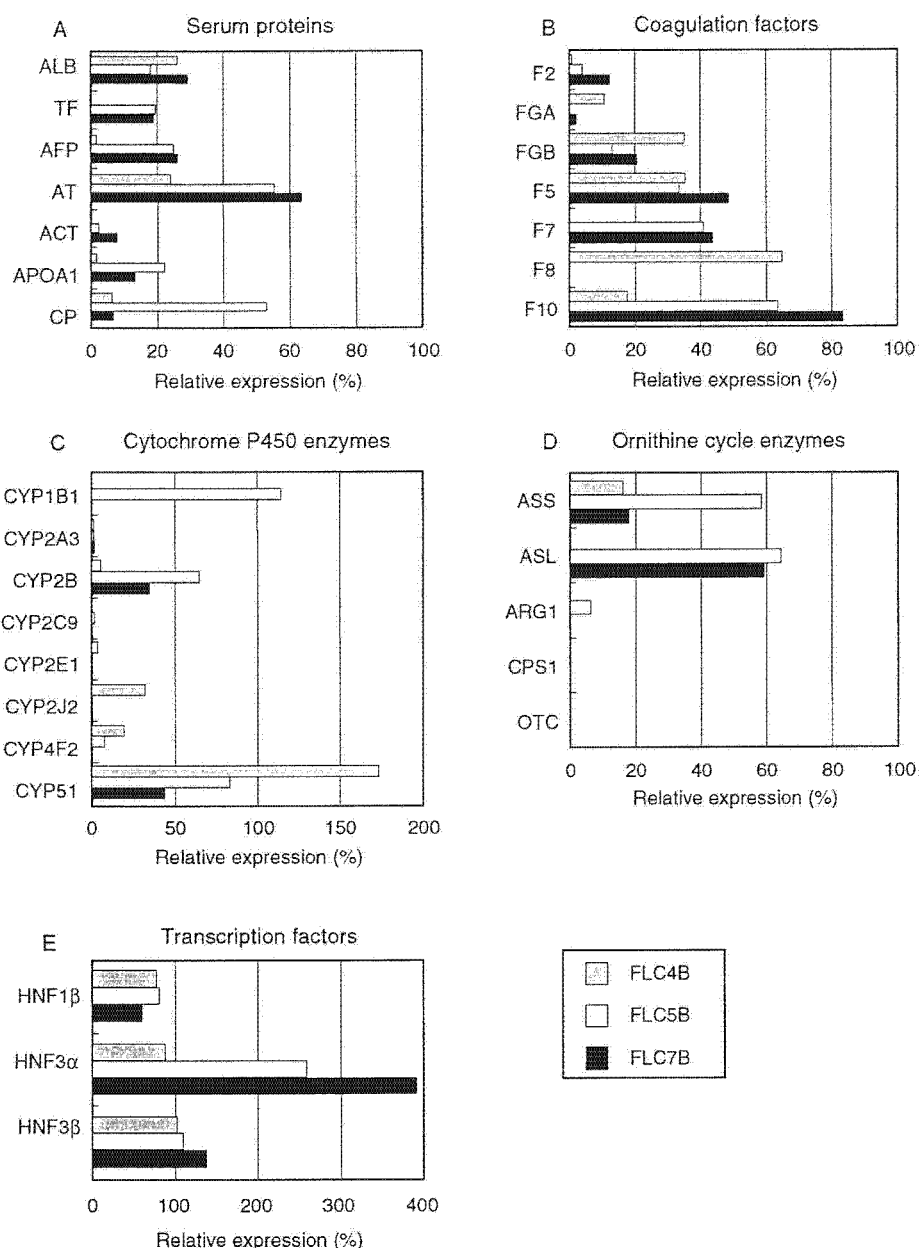 A Serum proteins
ALB
TF
AFP
AT
ACT
APOA1
CP
0 20 40 60 80 100
Relative expression (%)
B Coagulation factors
F2
FGA
FGB
F5
F7
F8
F10
0 20 40 60 80 100
Relative expression (%)
C Cytochrome P450 enzymes
CYP1B1
CYP2A3
CYP2B
CYP2C9
CYP2E1
CYP2J2
CYP4F2
CYP51
0 50 100 150 200
Relative expression (%)
D Ornithine cycle enzymes
ASS
ASL
ARG1
CPS1
OTC
0 20 40 60 80 100
Relative expression (%)
E Transcription factors
HNF1β
HNF3α
HNF3β
0 100 200 300 400
Relative expression (%)
FLC4B
FLC5B
FLC7B